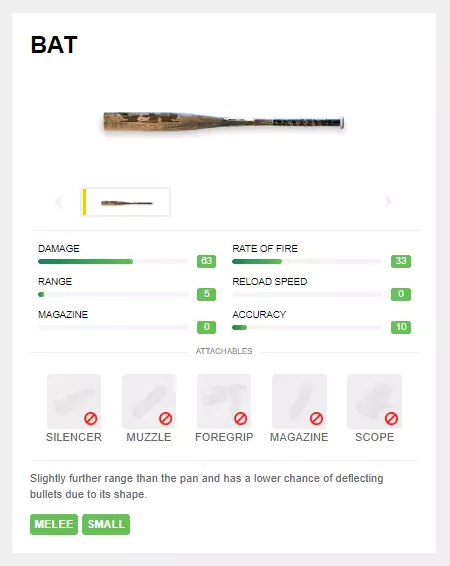 BAT
DAMAGE 63 RATE OF FIRE 33
RANGE 5 RELOAD SPEED 0
MAGAZINE 0 ACCURACY 10
ATTACHABLES
SILENCER MUZZLE FOREGRIP MAGAZINE SCOPE
Slightly further range than the pan and has a lower chance of deflecting
bullets due to its shape.
MELEE SMALL